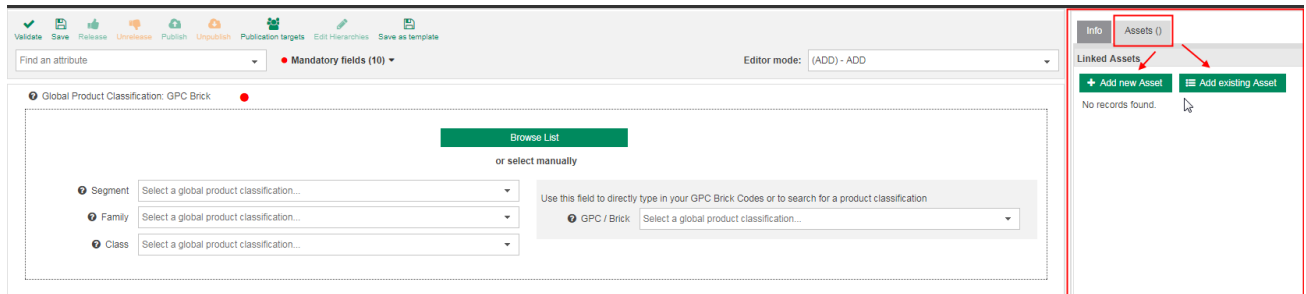 Validate Save Release Unrelease Publish Unpublish Publication targets Edit Hierarchies Save as template
Find an attribute
Mandatory fields (10)
Editor mode: (ADD) - ADD
Global Product Classification: GPC Brick
Browse List
or select manually
Segment Select a global product classification...
Family Select a global product classification...
Class Select a global product classification...
Use this field to directly type in your GPC Brick Codes or to search for a product classification
GPC / Brick Select a global product classification...
Info Assets ()
Linked Assets
Add new Asset Add existing Asset
No records found.